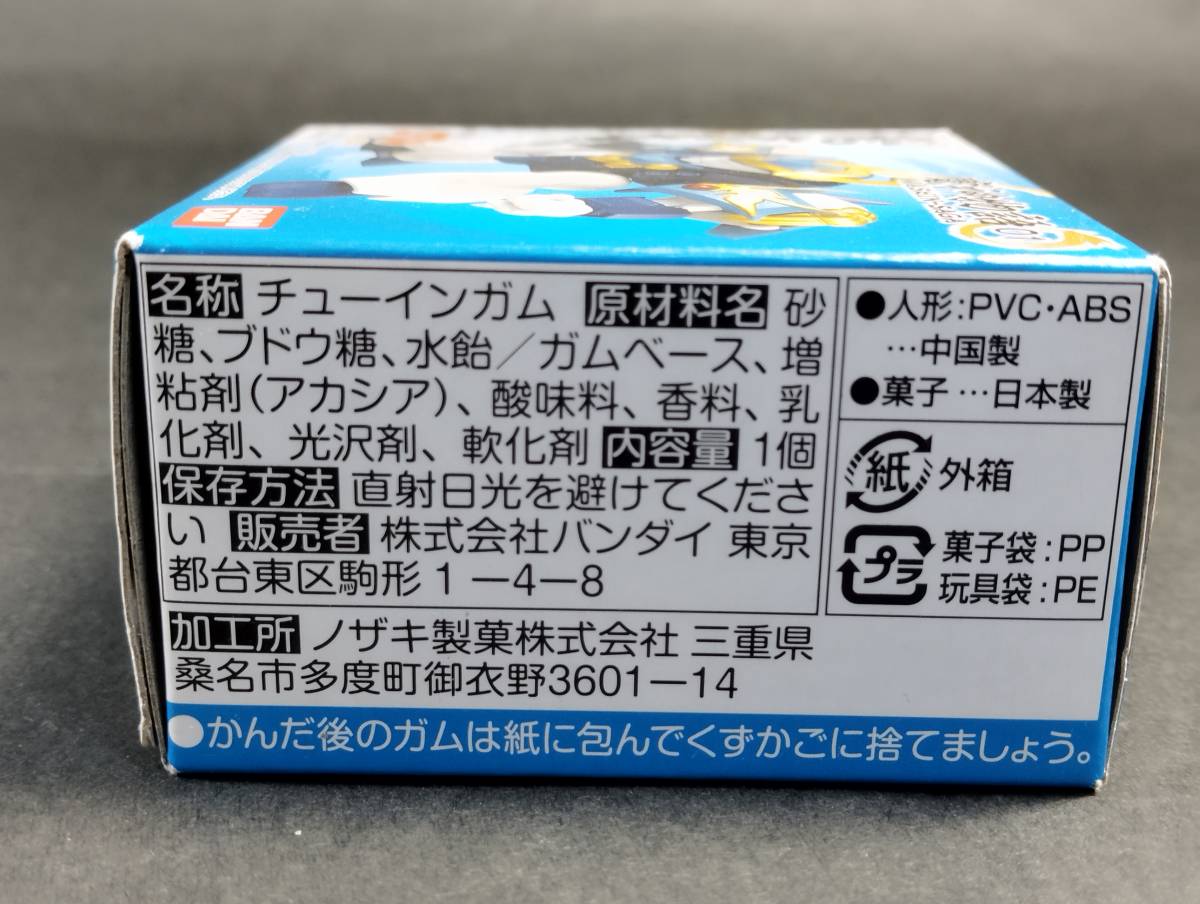 BAN
DAI
名称 チューインガム 原材料名 砂
糖、ブドウ糖、水飴／ガムベース、増
粘剤(アカシア)、酸味料、香料、乳
化剤、光沢剤、軟化剤 内容量 1個
保存方法 直射日光を避けてくださ
い 販売者 株式会社バンダイ 東京
都台東区駒形1－4－8
加工所 ノザキ製菓株式会社 三重県
桑名市多度町御衣野3601－14
●人形:PVC・ABS
…中国製
●菓子…日本製
紙 外箱
プラ 菓子袋:PP
玩具袋:PE
●かんだ後のガムは紙に包んでくずかごに捨てましょう。